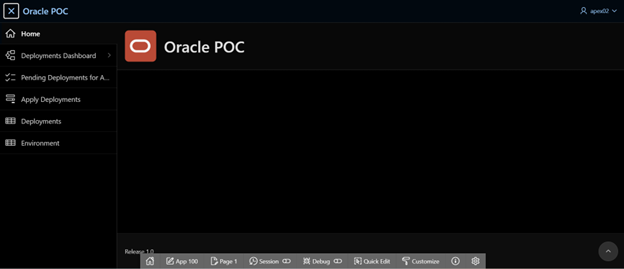 Oracle POC
apex02
Home
Oracle POC
Deployments Dashboard
Pending Deployments for A...
Apply Deployments
Deployments
Environment
Release 1.0
App 100 Page 1 Session Debug Quick Edit Customize